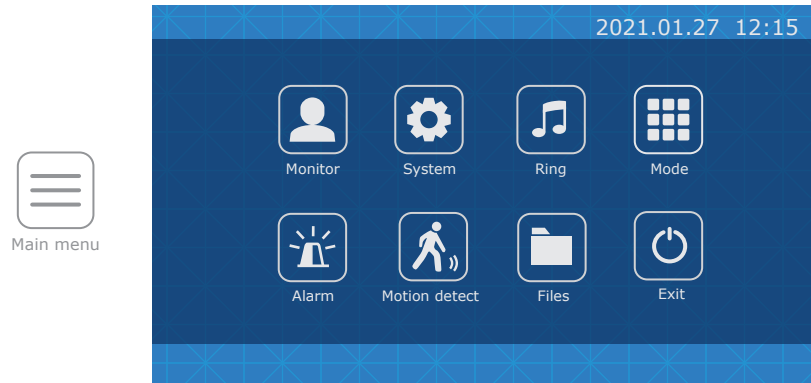 2021.01.27 12:15
Monitor System Ring Mode
Main menu
Alarm Motion detect Files Exit